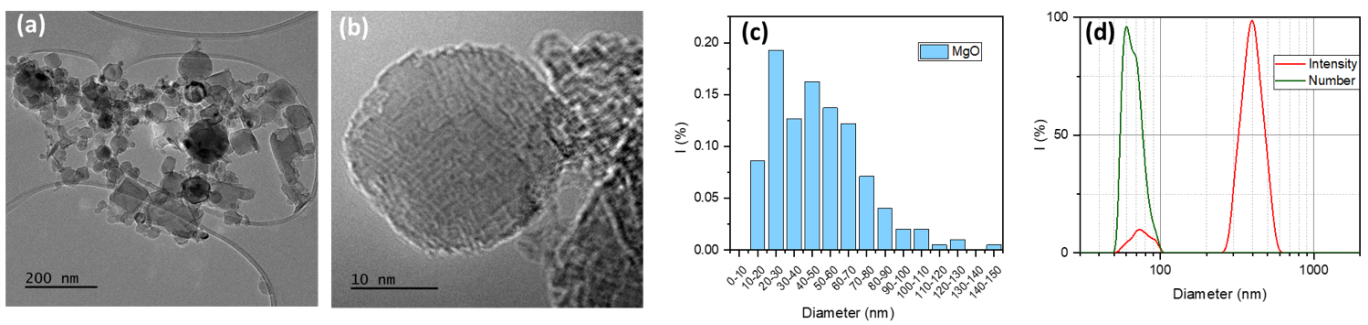 (a)
200 nm
(b)
10 nm
(c)
MgO
I (%)
0.20
0.15
0.10
0.05
0.00
0-10
10-20
20-30
30-40
40-50
50-60
60-70
70-80
80-90
90-100
100-110
110-120
120-130
130-140
140-150
Diameter (nm)
(d)
Intensity
Number
I (%)
100
50
0
100
1000
Diameter (nm)